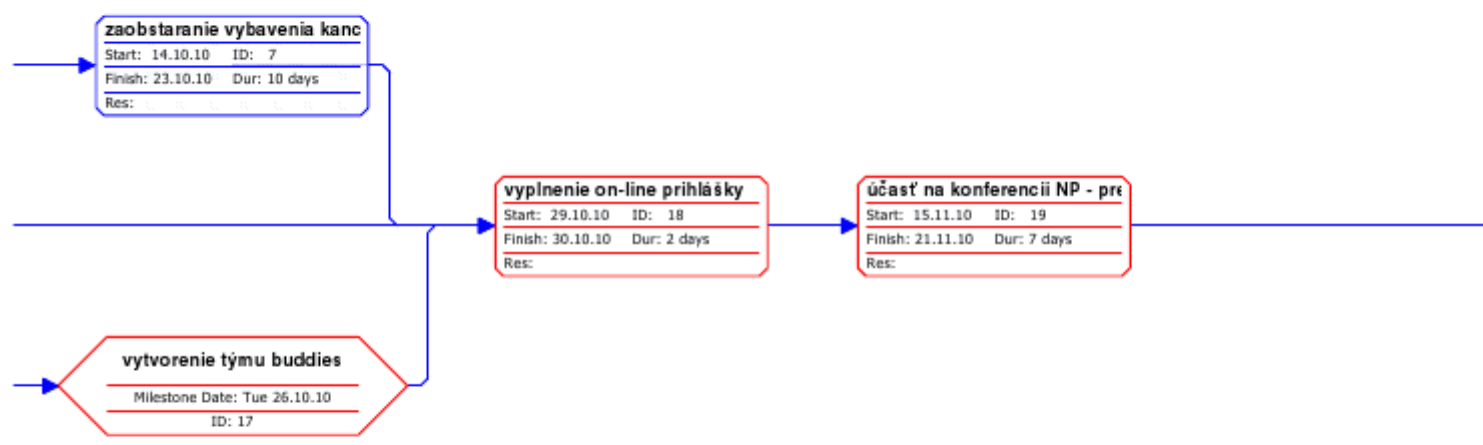 zaobstaranie vybavenia kanc
Start: 14.10.10 ID: 7
Finish: 23.10.10 Dur: 10 days
Res:
vyplnenie on-line prihlášky
Start: 29.10.10 ID: 18
Finish: 30.10.10 Dur: 2 days
Res:
účasť na konferencii NP - pre
Start: 15.11.10 ID: 19
Finish: 21.11.10 Dur: 7 days
Res:
vytvorenie týmu buddies
Milestone Date: Tue 26.10.10
ID: 17